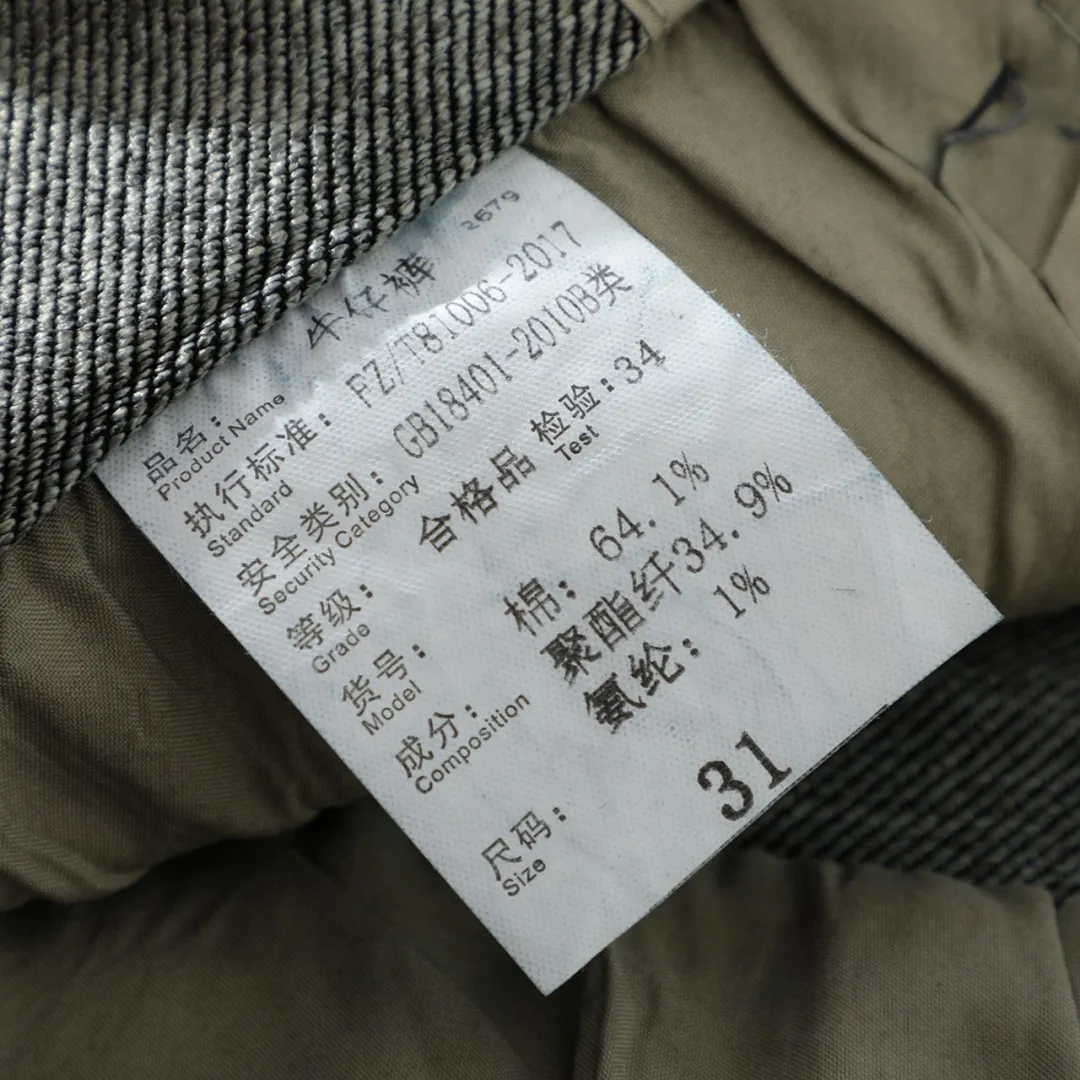 2679
品名： 牛仔裤
Product Name
执行标准： FZ/T81006-2017
Standard
安全类别： GB18401-2010B类
Security Category
等级： 合格品 检验：34
Grade Test
货号：
Model
成分： 棉： 64.1%
Composition 聚酯纤34.9%
氨纶： 1%
尺码： 31
Size